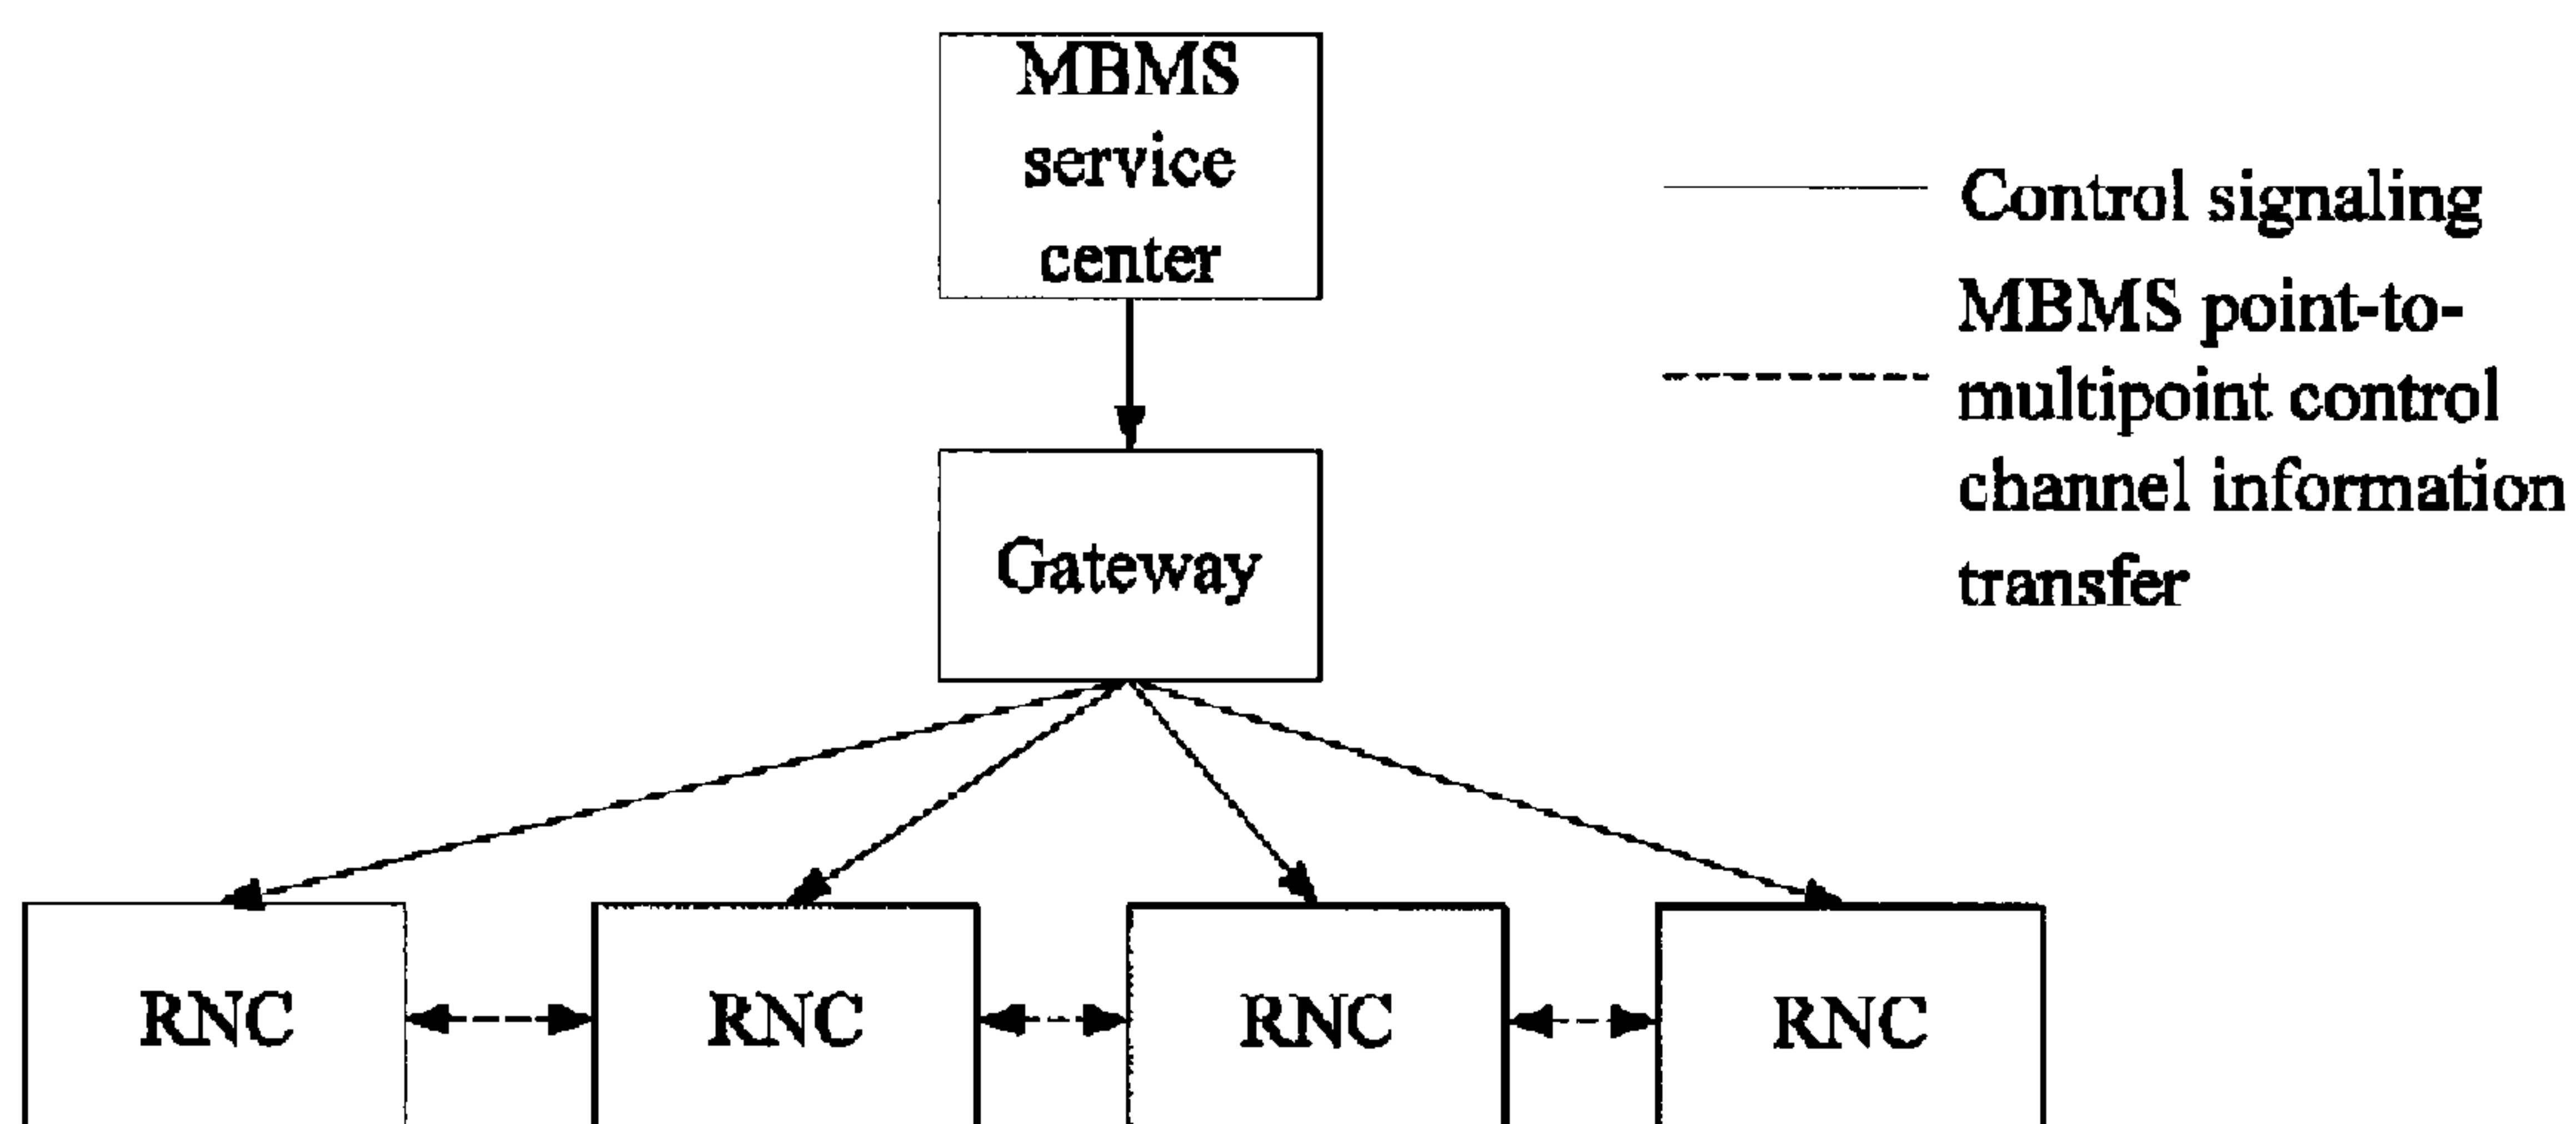 MBMS
service
center
Control signaling
MBMS point-to-
multipoint control
channel information
transfer
Gateway
RNC
RNC
RNC
RNC